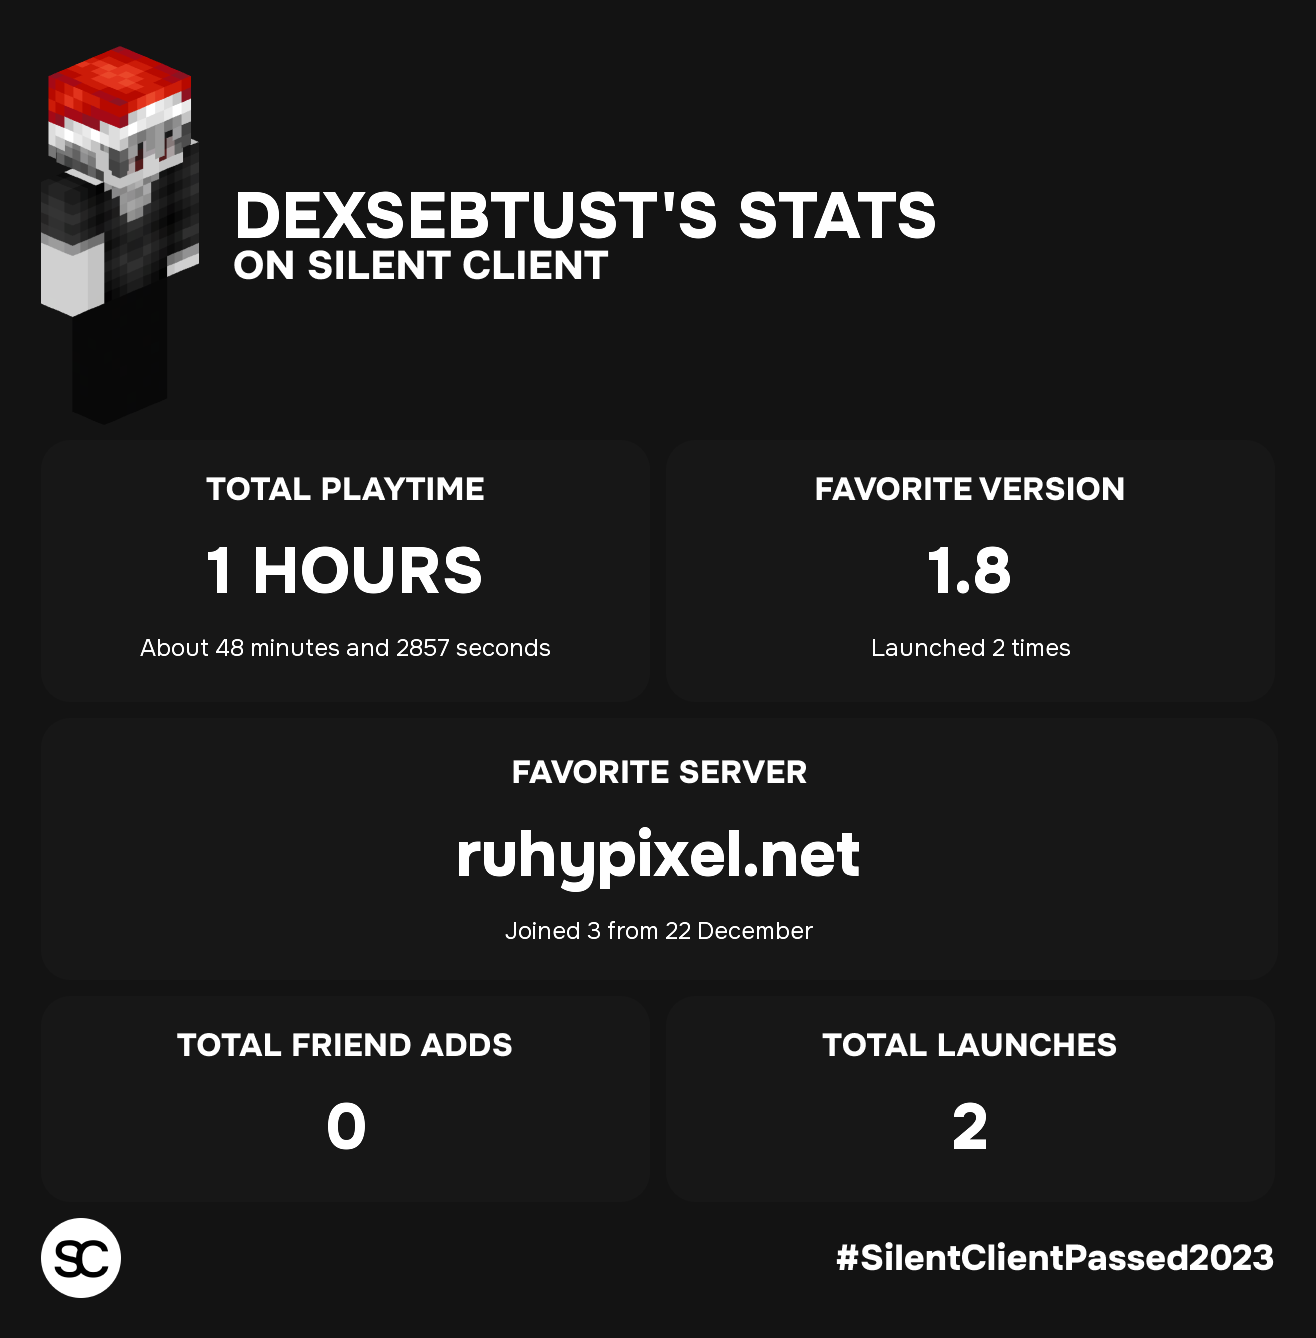 DEXSEBTUST'S STATS
ON SILENT CLIENT
TOTAL PLAYTIME
1 HOURS
About 48 minutes and 2857 seconds
FAVORITE VERSION
1.8
Launched 2 times
FAVORITE SERVER
ruhypixel.net
Joined 3 from 22 December
TOTAL FRIEND ADDS
0
TOTAL LAUNCHES
2
SC
#SilentClientPassed2023